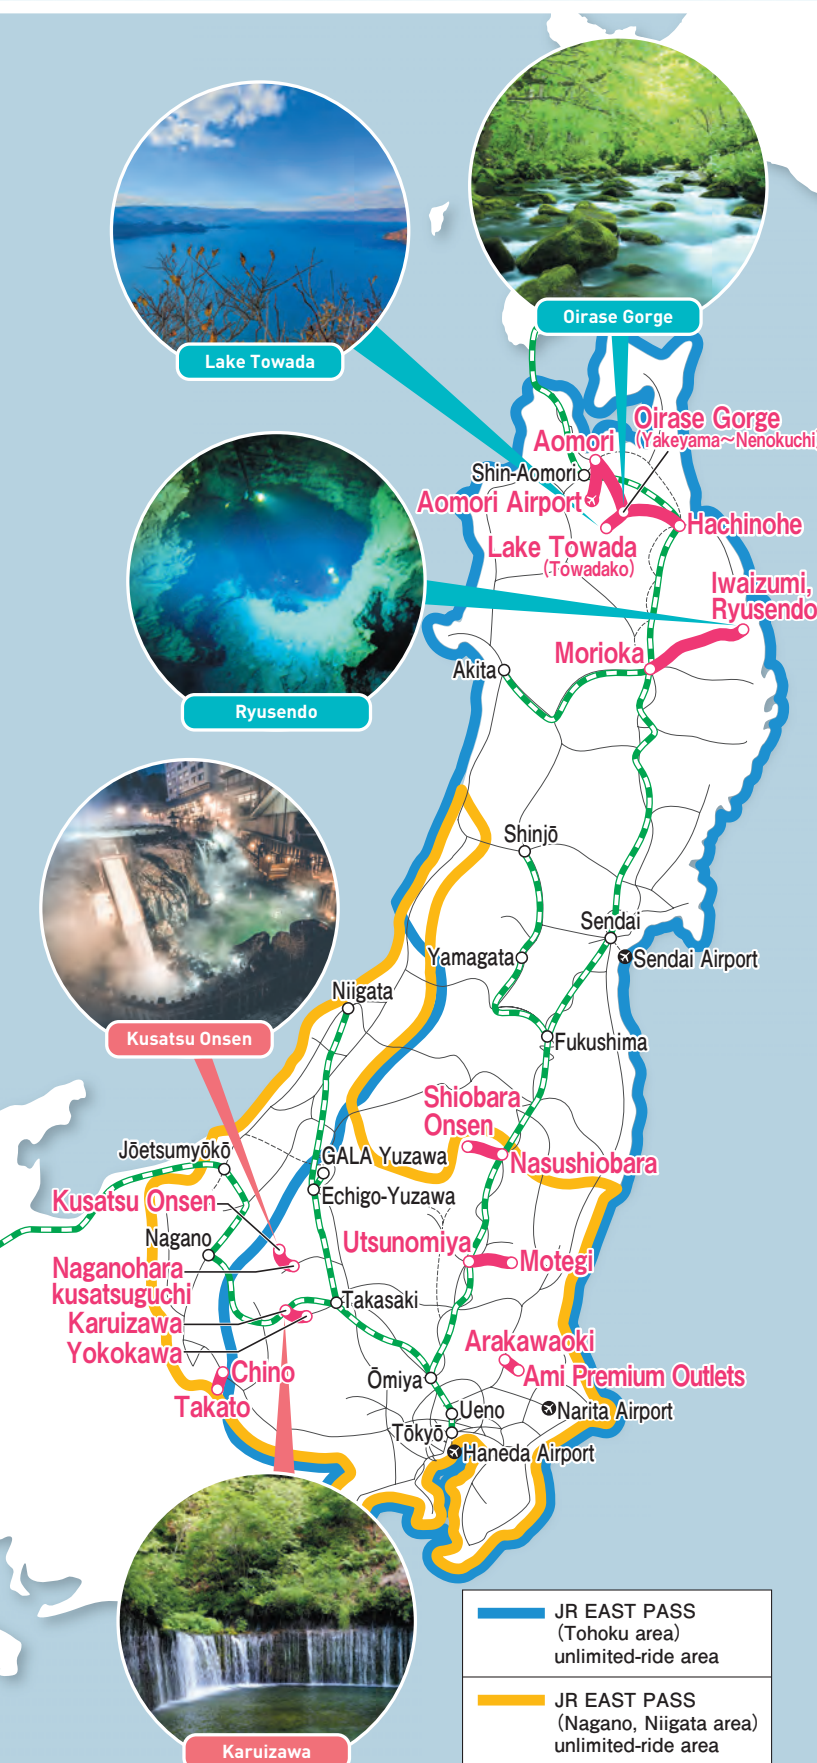 Oirase Gorge
Lake Towada
Oirase Gorge
(Yakeyama～Nenokuchi)
Aomori
Shin-Aomori
Aomori Airport
Hachinohe
Lake Towada
(Towadako)
Iwaizumi,
Ryusendo
Morioka
Akita
Ryusendo
Shinjō
Sendai
Yamagata
Sendai Airport
Niigata
Kusatsu Onsen
Fukushima
Shiobara
Onsen
Jōetsumyōkō
GALA Yuzawa
Nasushiobara
Kusatsu Onsen
Echigo-Yuzawa
Nagano
Utsunomiya
Motegi
Naganohara
kusatsuguchi
Takasaki
Karuizawa
Yokokawa
Arakawaoki
Chino
Ōmiya
Ami Premium Outlets
Takato
Ueno
Narita Airport
Tōkyō
Haneda Airport
JR EAST PASS
(Tohoku area)
unlimited-ride area
JR EAST PASS
(Nagano, Niigata area)
unlimited-ride area
Karuizawa